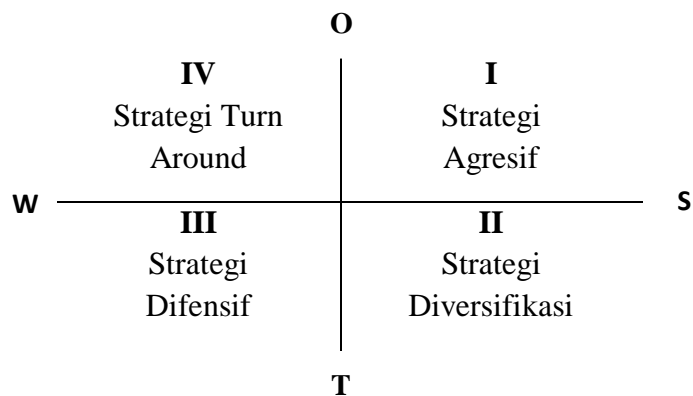 O
IV
Strategi Turn
Around
I
Strategi
Agresif
W
S
III
Strategi
Difensif
II
Strategi
Diversifikasi
T